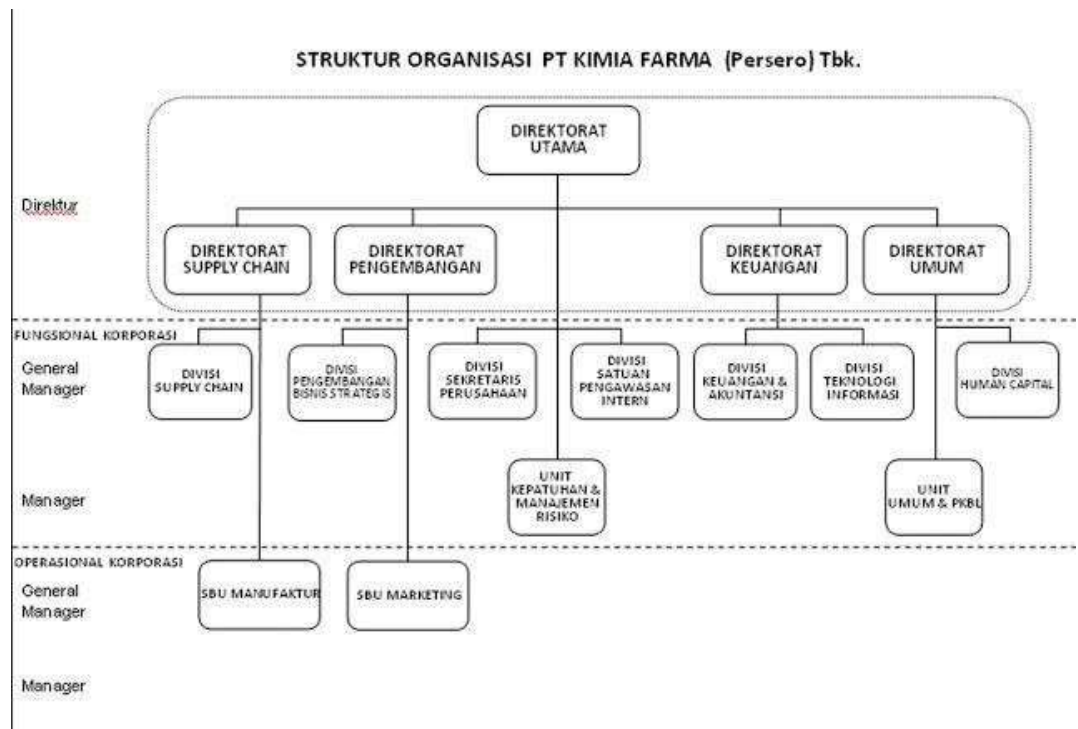 STRUKTUR ORGANISASI PT KIMIA FARMA (Persero) Tbk.
DIREKTORAT
UTAMA
Direktur
DIREKTORAT
SUPPLY CHAIN
DIREKTORAT
PENGEMBANGAN
DIREKTORAT
KEUANGAN
DIREKTORAT
UMUM
FUNGSIONAL KORPORASI
General
Manager
DIVISI
SUPPLY CHAIN
DIVISI
PENGEMBANGAN
BISNIS STRATEGIS
DIVISI
SEKRETARIS
PERUSAHAAN
DIVISI
SATUAN
PENGAWASAN
INTERN
DIVISI
KEUANGAN &
AKUNTANSI
DIVISI
TEKNOLOGI
INFORMASI
DIVISI
HUMAN CAPITAL
Manager
UNIT
KEPATUHAN &
MANAJEMEN
RISIKO
UNIT
UMUM & PKBL
OPERASIONAL KORPORASI
General
Manager
SBU MANUFAKTUR
SBU MARKETING
Manager